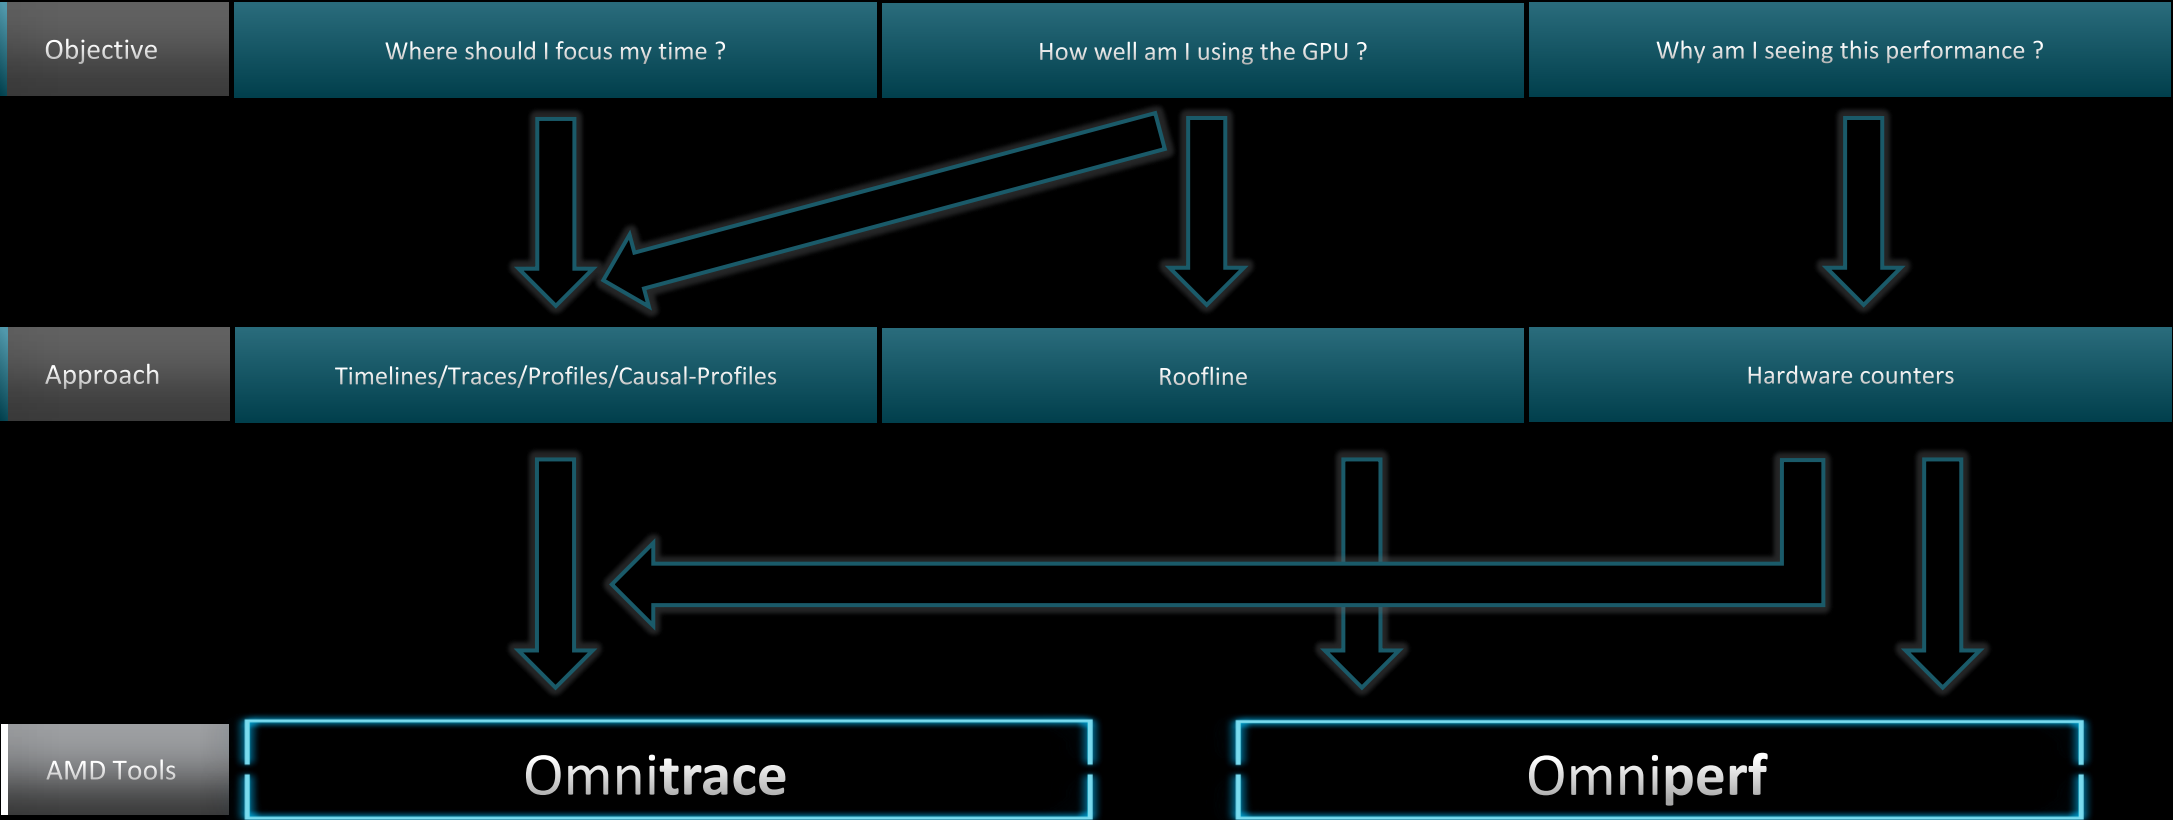 Objective
Where should I focus my time ?
How well am I using the GPU ?
Why am I seeing this performance ?
Approach
Timelines/Traces/Profiles/Causal-Profiles
Roofline
Hardware counters
AMD Tools
Omnitrace
Omniperf